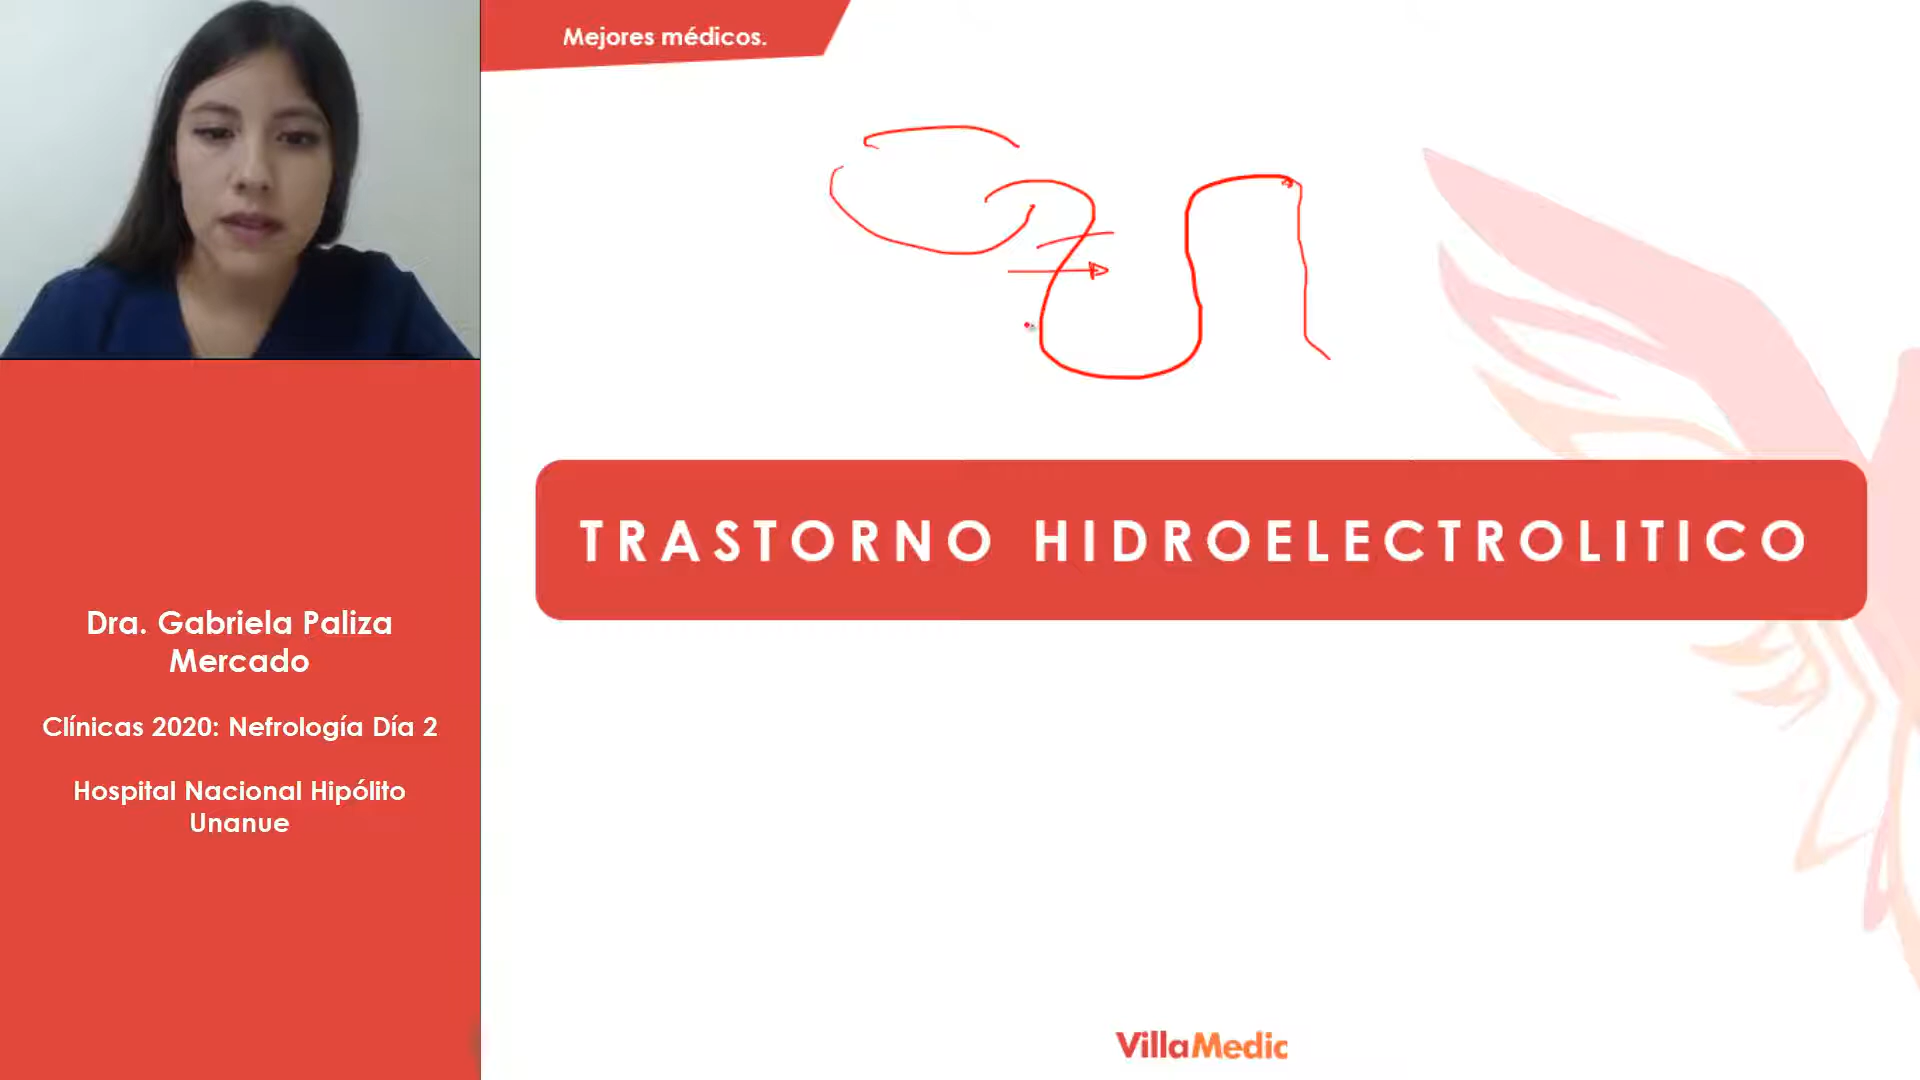 Mejores médicos.
TRASTORNO HIDROELECTROLITICO
Dra. Gabriela Paliza
Mercado
Clínicas 2020: Nefrología Día 2
Hospital Nacional Hipólito
Unanue
VillaMedic